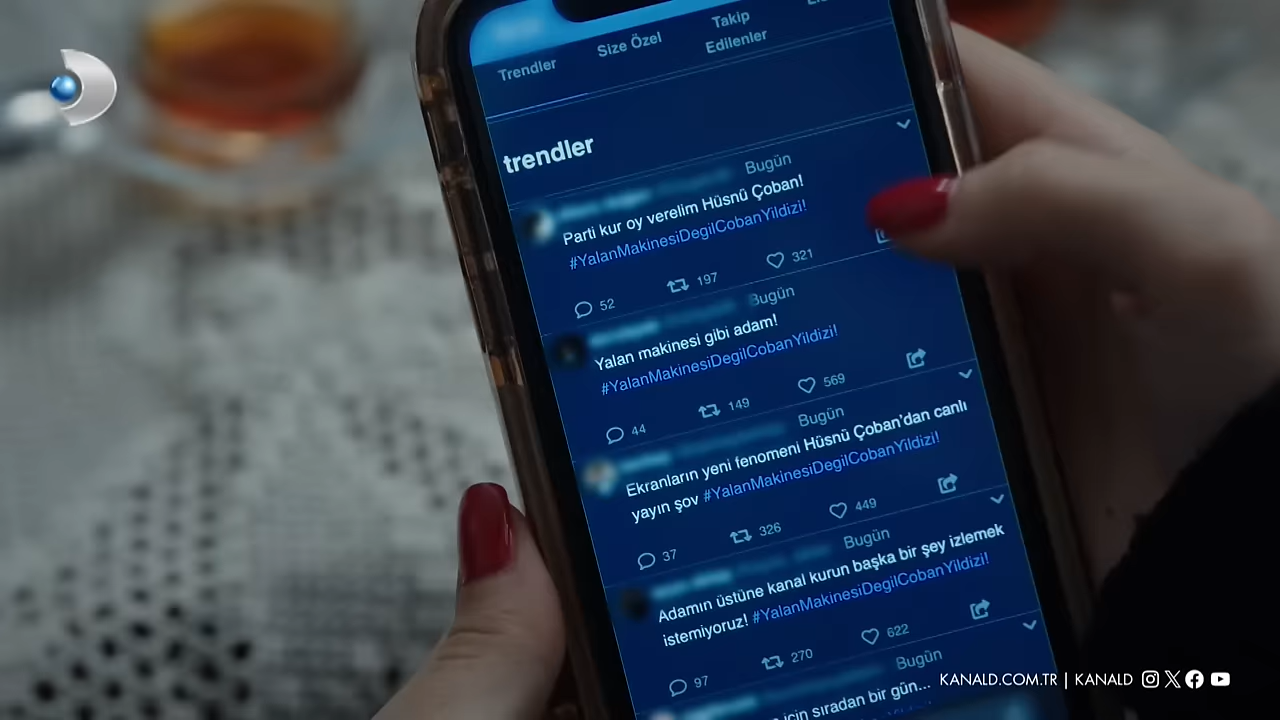 Trendler
Size Özel
Takip
Edilenler
trendler
Bugün
Parti kur oy verelim Hüsnü Çoban!
#YalanMakinesiDegilCobanYildizi!
52 197 321
Bugün
Yalan makinesi gibi adam!
#YalanMakinesiDegilCobanYildizi!
44 149 569
Bugün
Ekranların yeni fenomeni Hüsnü Çoban'dan canlı
yayın şov #YalanMakinesiDegilCobanYildizi!
37 326 449
Bugün
Adamın üstüne kanal kurun başka bir şey izlemek
istemiyoruz! #YalanMakinesiDegilCobanYildizi!
97 270 622
Bugün
için sıradan bir gün...
KANALD.COM.TR | KANALD